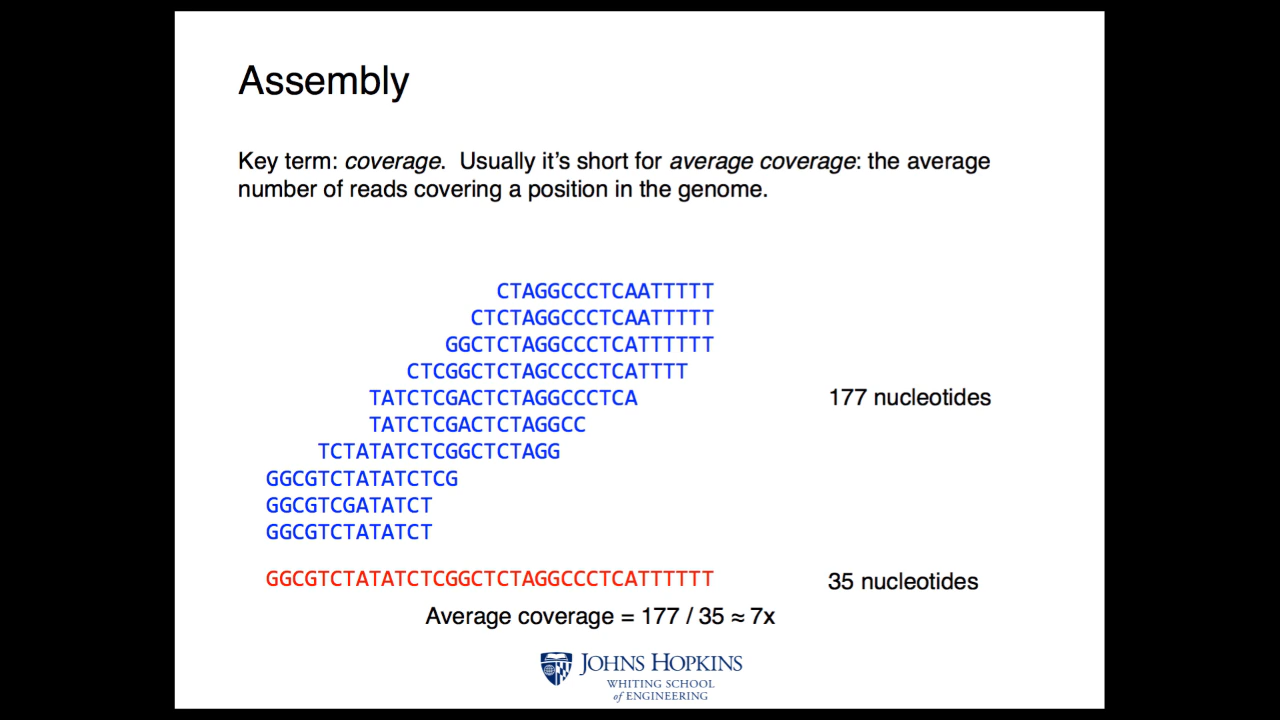 Assembly
Key term: coverage.  Usually it's short for average coverage: the average
number of reads covering a position in the genome.
CTAGGCCCTCAATTTTT
CTCTAGGCCCTCAATTTTT
GGCTCTAGGCCCTCATTTTTT
CTCGGCTCTAGCCCCTCATTTT
TATCTCGACTCTAGGCCCTCA
177 nucleotides
TATCTCGACTCTAGGCC
TCTATATCTCGGCTCTAGG
GGCGTCTATATCTCG
GGCGTCGATATCT
GGCGTCTATATCT
GGCGTCTATATCTCGGCTCTAGGCCCTCATTTTTT
35 nucleotides
Average coverage = 177 / 35 ≈ 7x
JOHNS HOPKINS
WHITING SCHOOL
of ENGINEERING